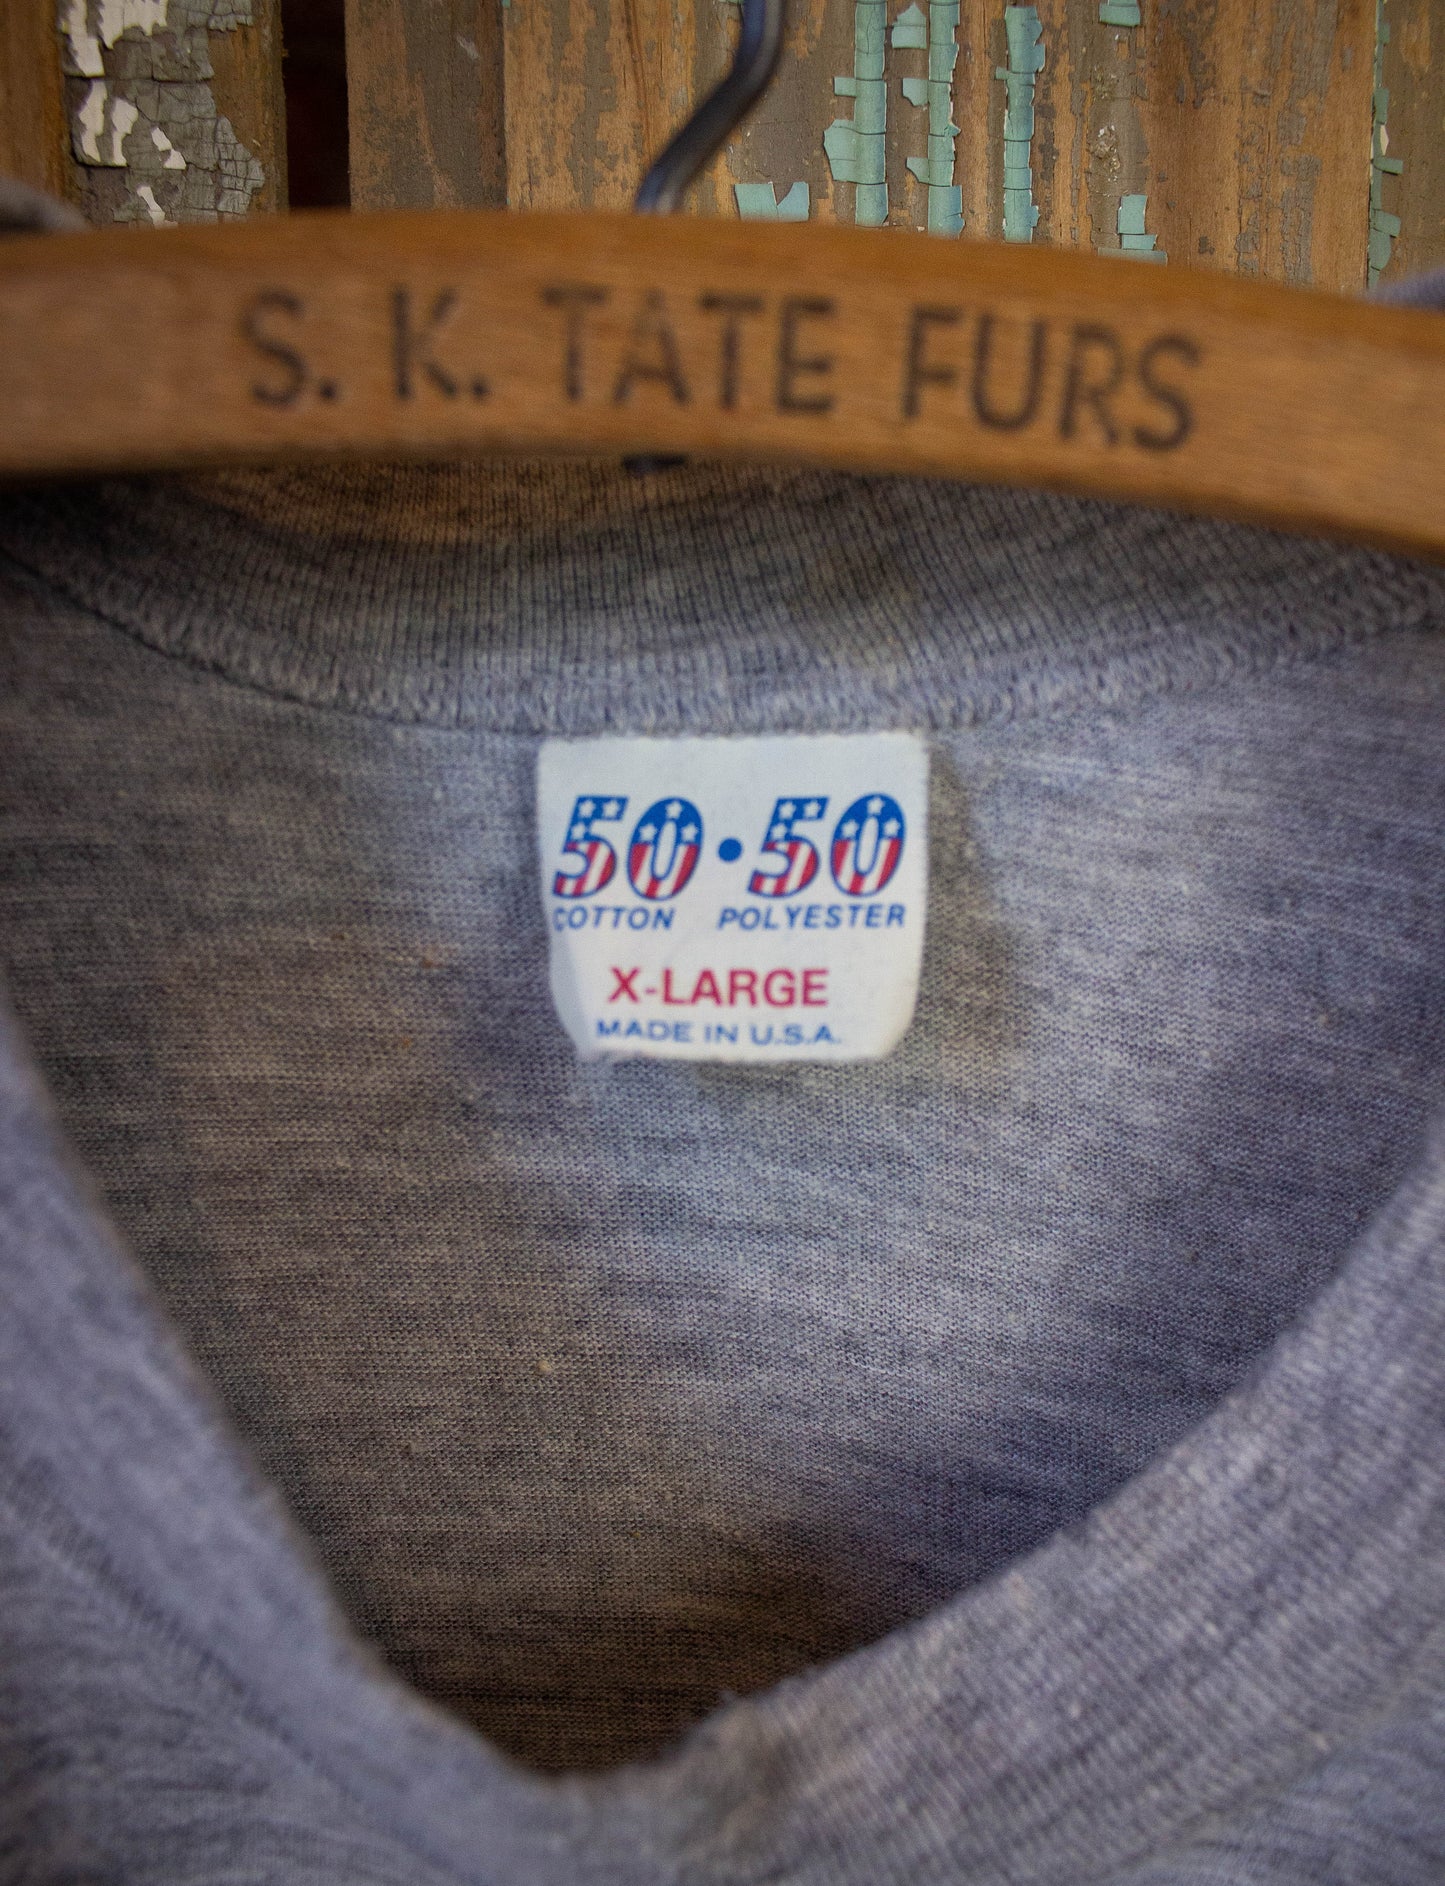 S. K. TATE FURS
50•50
COTTON POLYESTER
X-LARGE
MADE IN U.S.A.